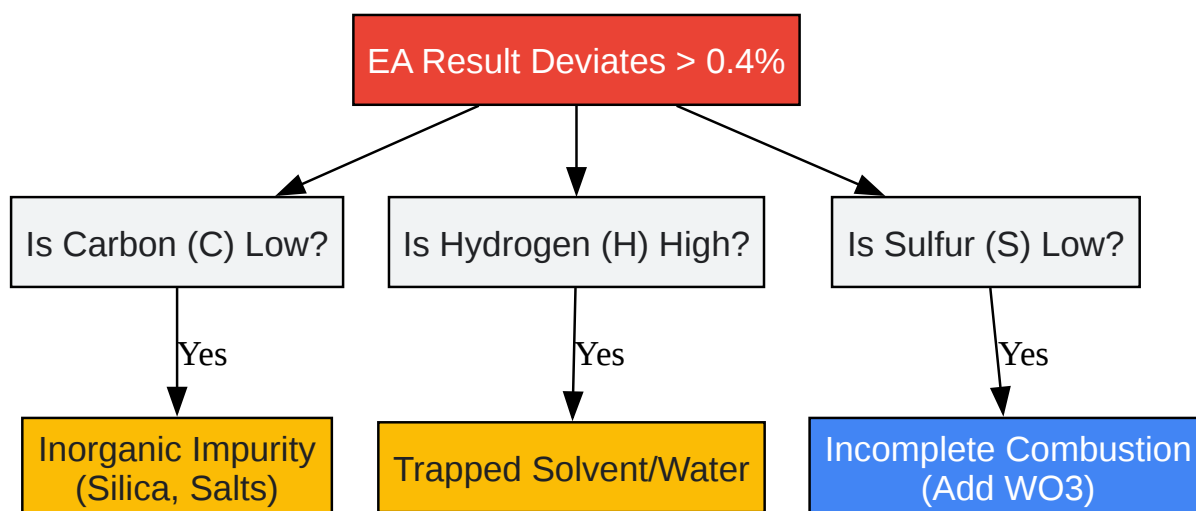 EA Result Deviates > 0.4%
Is Carbon (C) Low?
Is Hydrogen (H) High?
Is Sulfur (S) Low?
Yes
Yes
Yes
Inorganic Impurity
(Silica, Salts)
Trapped Solvent/Water
Incomplete Combustion
(Add WO3)